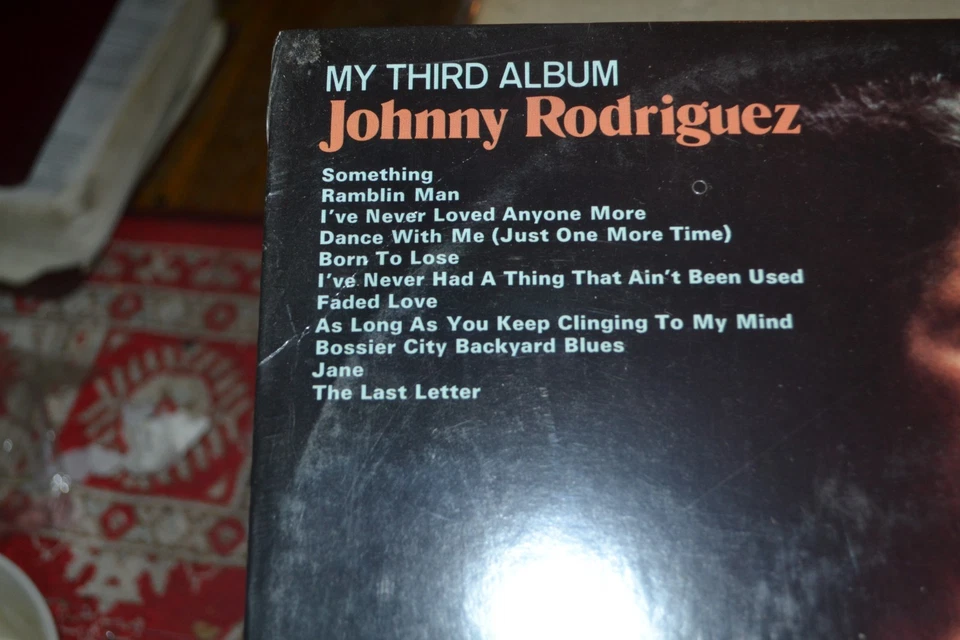 MY THIRD ALBUM
Johnny Rodriguez
Something
Ramblin Man
I've Never Loved Anyone More
Dance With Me (Just One More Time)
Born To Lose
I've Never Had A Thing That Ain't Been Used
Faded Love
As Long As You Keep Clinging To My Mind
Bossier City Backyard Blues
Jane
The Last Letter